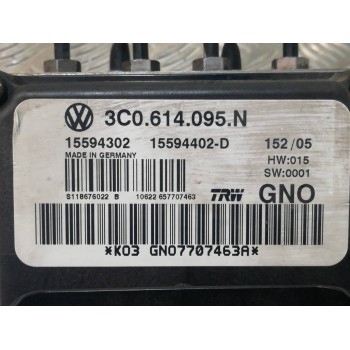 3C0.614.095.N
15594302 15594402-D 152/05
MADE IN GERMANY HW:015
SW:0001
S118676022 B 10622 657707463 TRW GNO
*K03 GNO7707463A*